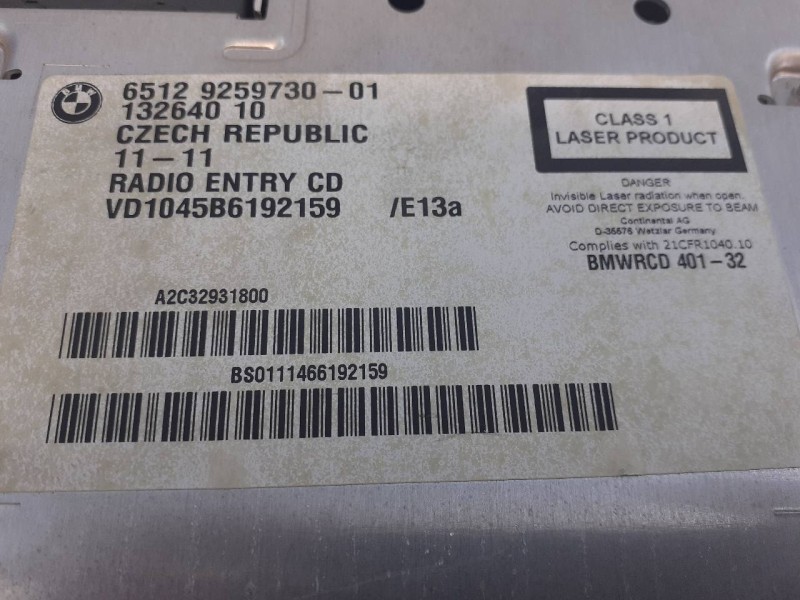 BMW
65129259730-01
132640 10
CZECH REPUBLIC
11-11
RADIO ENTRY CD
VD1045B6192159 /E13a
CLASS 1
LASER PRODUCT
DANGER
Invisible Laser radiation when open.
AVOID DIRECT EXPOSURE TO BEAM
Continental AG
D-35576 Wetzlar Germany
Complies with 21CFR1040.10
BMWRCD 401-32
A2C32931800
BS0111466192159